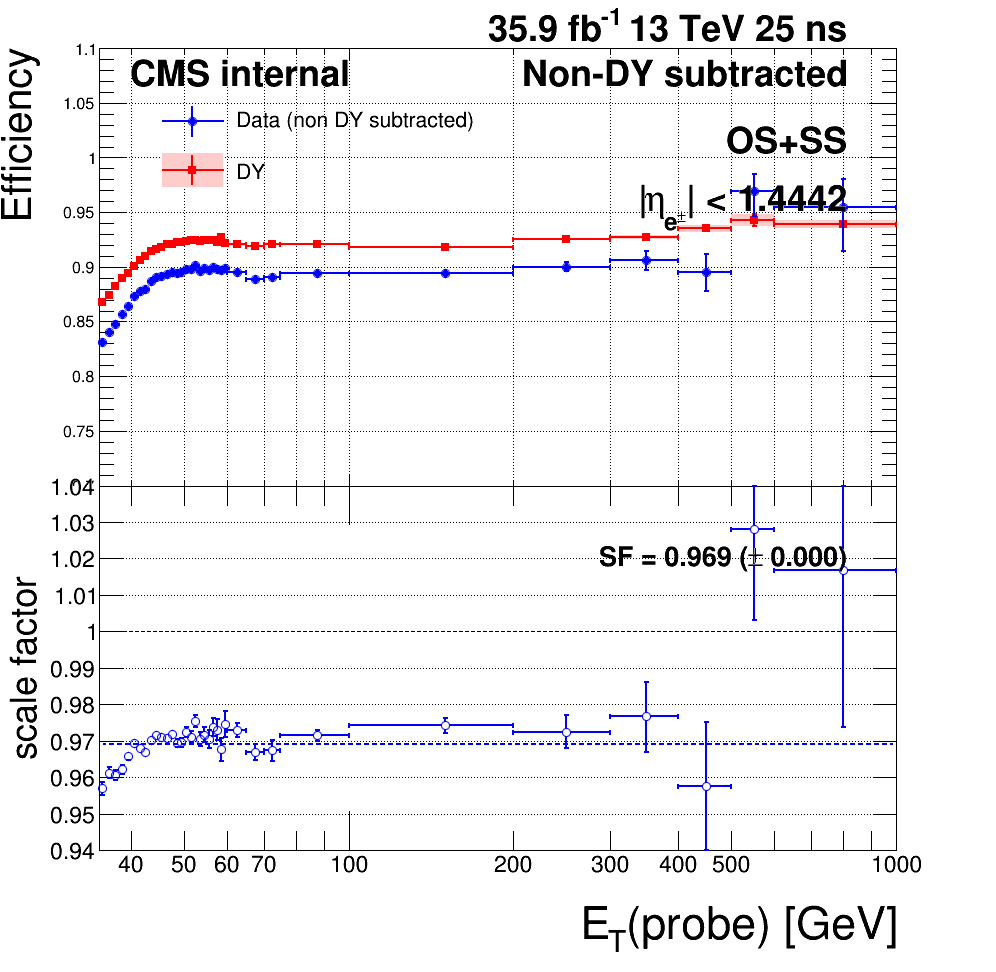 35.9 fb⁻¹ 13 TeV 25 ns
CMS internal
Non-DY subtracted
Data (non DY subtracted)
DY
OS+SS
|η_e±| < 1.4442
Efficiency
1.1
1.05
1
0.95
0.9
0.85
0.8
0.75
1.04
1.03
1.02
1.01
1
0.99
0.98
0.97
0.96
0.95
0.94
scale factor
SF = 0.969 (± 0.000)
40 50 60 70 100 200 300 400 500 1000
E_T(probe) [GeV]